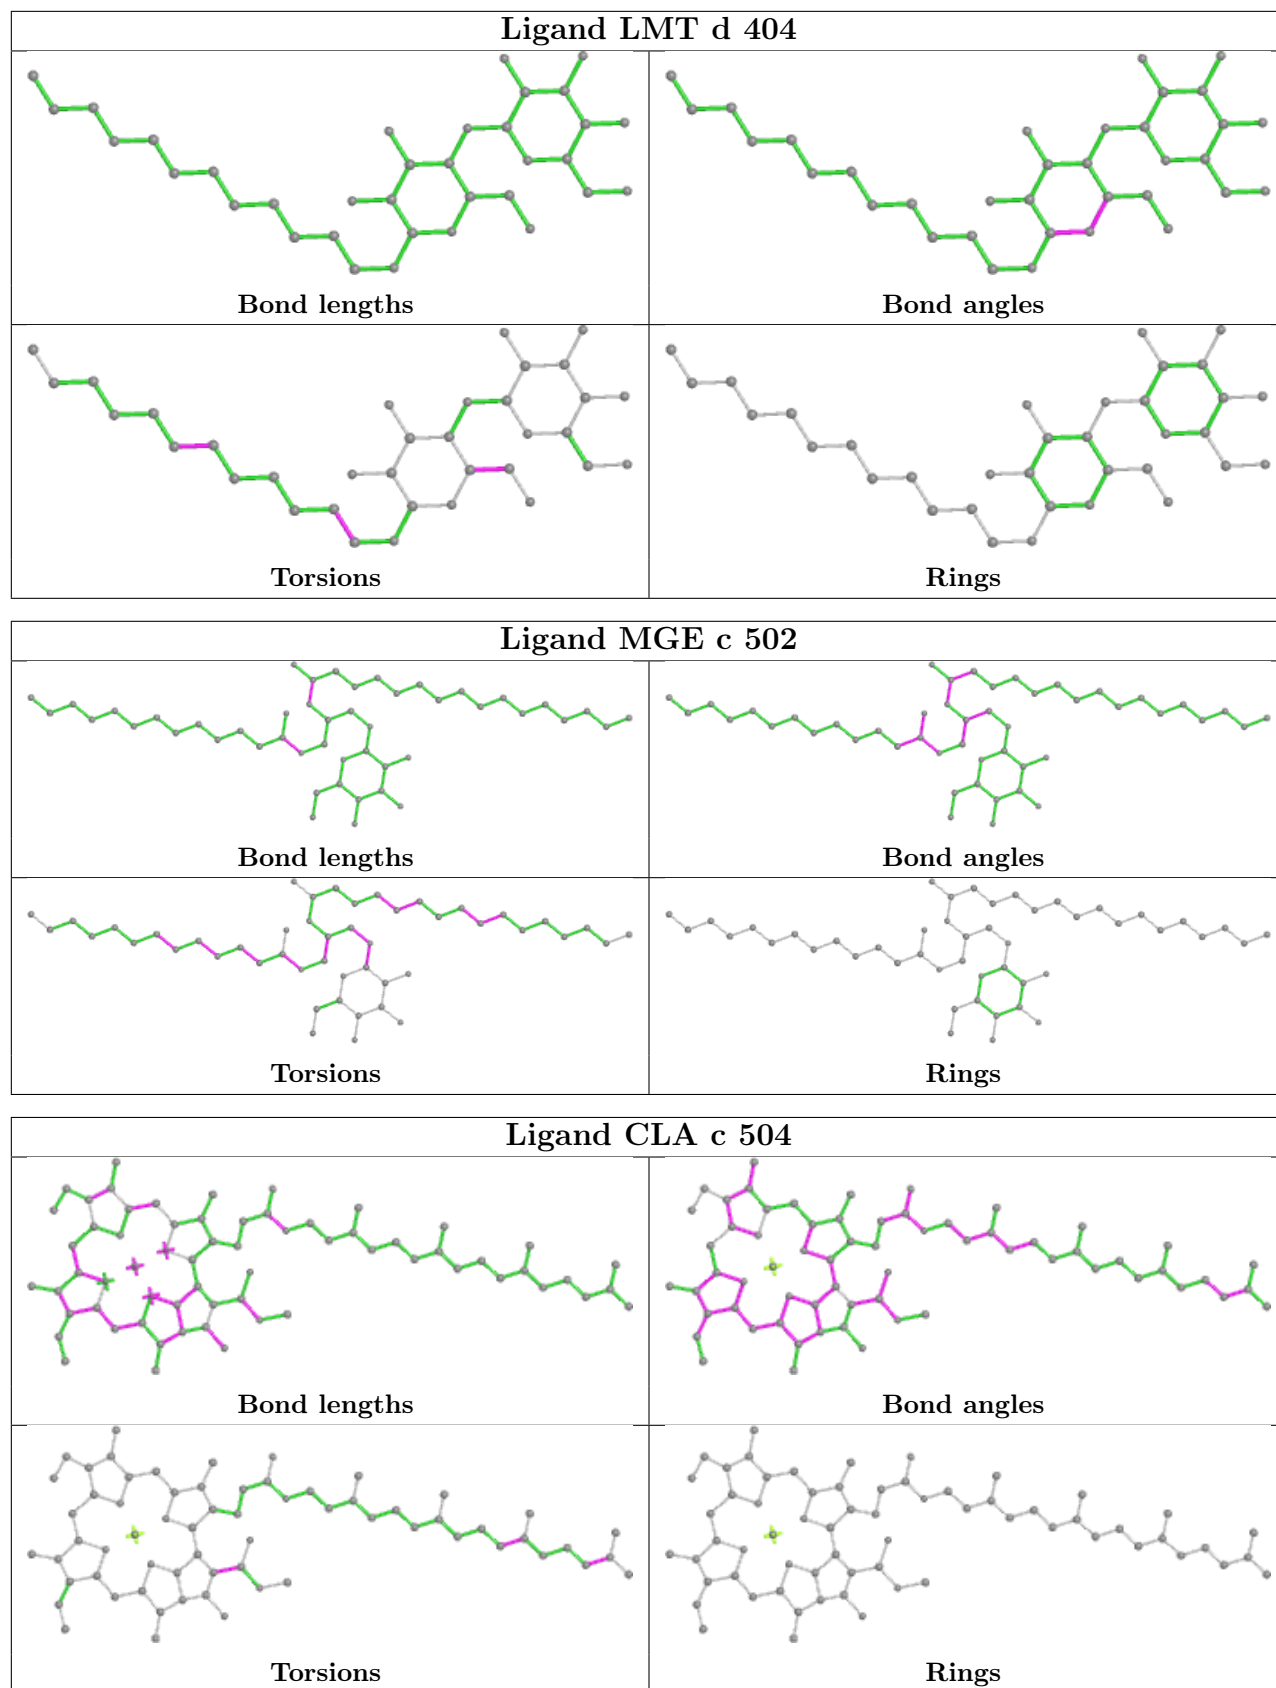 Ligand LMT d 404
Bond lengths
Bond angles
Torsions
Rings
Ligand MGE c 502
Bond lengths
Bond angles
Torsions
Rings
Ligand CLA c 504
Bond lengths
Bond angles
Torsions
Rings